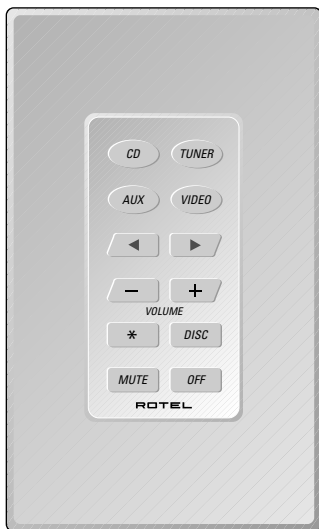 CD TUNER
AUX VIDEO
◀ ▶
− +
VOLUME
* DISC
MUTE OFF
ROTEL